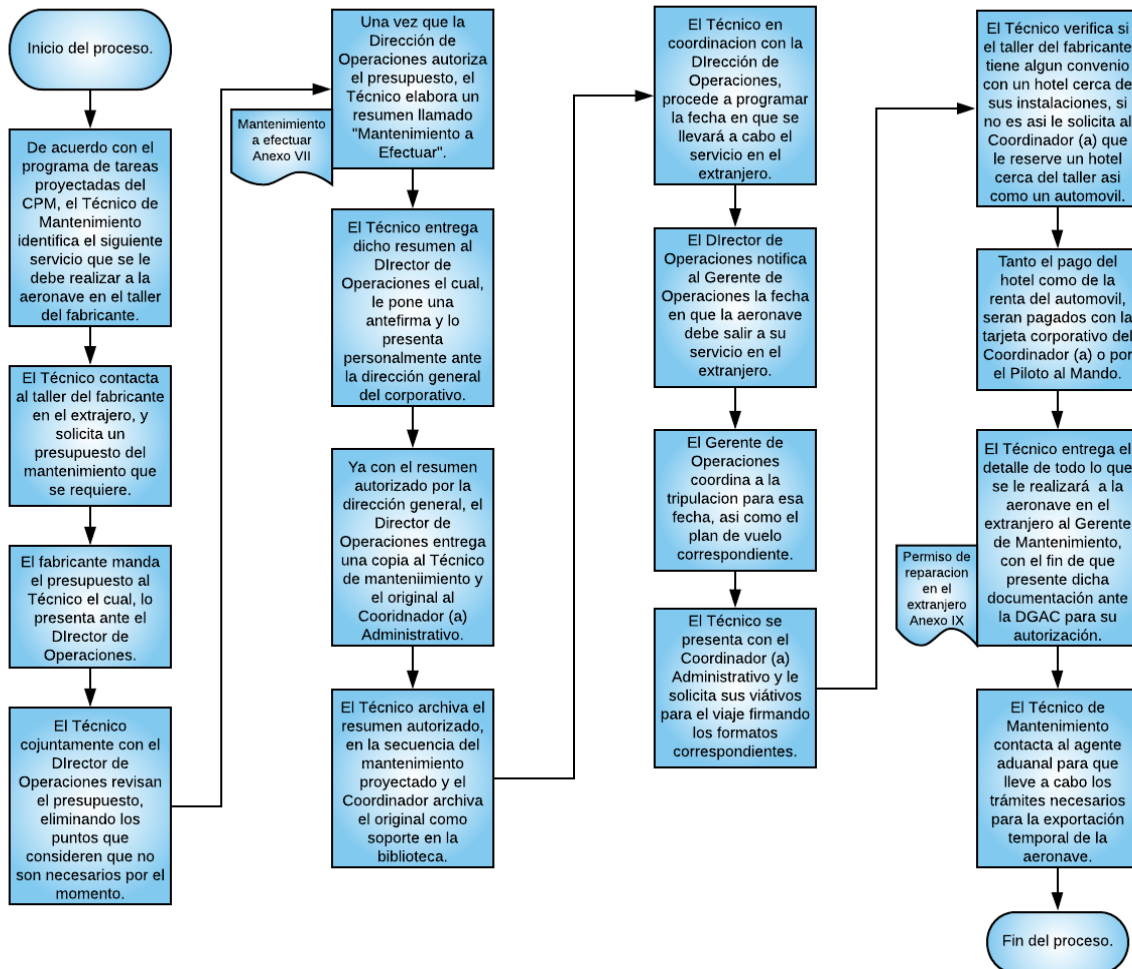 Inicio del proceso.
De acuerdo con el
programa de tareas
proyectadas del
CPM, el Técnico de
Mantenimiento
identifica el siguiente
servicio que se le
debe realizar a la
aeronave en el taller
del fabricante.
El Técnico contacta
al taller del fabricante
en el extrajero, y
solicita un
presupuesto del
mantenimiento que
se requiere.
El fabricante manda
el presupuesto al
Técnico el cual, lo
presenta ante el
DIrector de
Operaciones.
El Técnico
cojuntamente con el
DIrector de
Operaciones revisan
el presupuesto,
eliminando los
puntos que
consideren que no
son necesarios por el
momento.
Una vez que la
Dirección de
Operaciones autoriza
el presupuesto, el
Técnico elabora un
resumen llamado
"Mantenimiento a
Efectuar".
Mantenimiento
a efectuar
Anexo VII
El Técnico entrega
dicho resumen al
DIrector de
Operaciones el cual,
le pone una
antefirma y lo
presenta
personalmente ante
la dirección general
del corporativo.
Ya con el resumen
autorizado por la
dirección general, el
Director de
Operaciones entrega
una copia al Técnico
de manteniimiento y
el original al
Cooridnador (a)
Administrativo.
El Técnico archiva el
resumen autorizado,
en la secuencia del
mantenimiento
proyectado y el
Coordinador archiva
el original como
soporte en la
biblioteca.
El Técnico en
coordinacion con la
DIrección de
Operaciones,
procede a programar
la fecha en que se
llevará a cabo el
servicio en el
extranjero.
El DIrector de
Operaciones notifica
al Gerente de
Operaciones la fecha
en que la aeronave
debe salir a su
servicio en el
extranjero.
El Gerente de
Operaciones
coordina a la
tripulacion para esa
fecha, asi como el
plan de vuelo
correspondiente.
El Técnico se
presenta con el
Coordinador (a)
Administrativo y le
solicita sus viátivos
para el viaje firmando
los formatos
correspondientes.
El Técnico verifica si
el taller del fabricante
tiene algun convenio
con un hotel cerca de
sus instalaciones, si
no es asi le solicita al
Coordinador (a) que
le reserve un hotel
cerca del taller asi
como un automovil.
Tanto el pago del
hotel como de la
renta del automovil,
seran pagados con la
tarjeta corporativo del
Coordinador (a) o por
el Piloto al Mando.
El Técnico entrega el
detalle de todo lo que
se le realizará a la
aeronave en el
extranjero al Gerente
de Mantenimiento,
con el fin de que
presente dicha
documentación ante
la DGAC para su
autorización.
Permiso de
reparacion
en el
extranjero
Anexo IX
El Técnico de
Mantenimiento
contacta al agente
aduanal para que
lleve a cabo los
trámites necesarios
para la exportación
temporal de la
aeronave.
Fin del proceso.